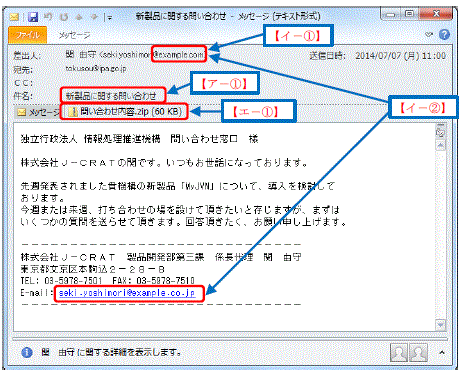 新製品に関する問い合わせ - メッセージ (テキスト形式)
ファイル メッセージ
差出人: 関 由守 <seki.yoshimori@example.com> 送信日時: 2014/07/07 (月) 11:00
【イー①】
宛先: tokusou@ipa.go.jp
CC:
【アー①】
件名: 新製品に関する問い合わせ
メッセージ 問い合わせ内容.zip (60 KB)
【エー①】
【イー②】
独立行政法人 情報処理推進機構 問い合わせ窓口 様
株式会社J-CRATの関です。いつもお世話になっております。
先週発表されました貴機構の新製品「MyJVN」について、導入を検討して
おります。
今週または来週、打ち合わせの場を設けて頂きたいと存じますが、まずは
いくつかの質問を送らせて頂きます。回答頂きたく、お願い申し上げます。
株式会社J-CRAT 製品開発部第三課 係長代理 関 由守
東京都文京区本駒込2-28-8
TEL: 03-5978-7501 FAX: 03-5978-7510
E-mail: seki.yoshimori@example.co.jp
関 由守 に関する詳細を表示します。